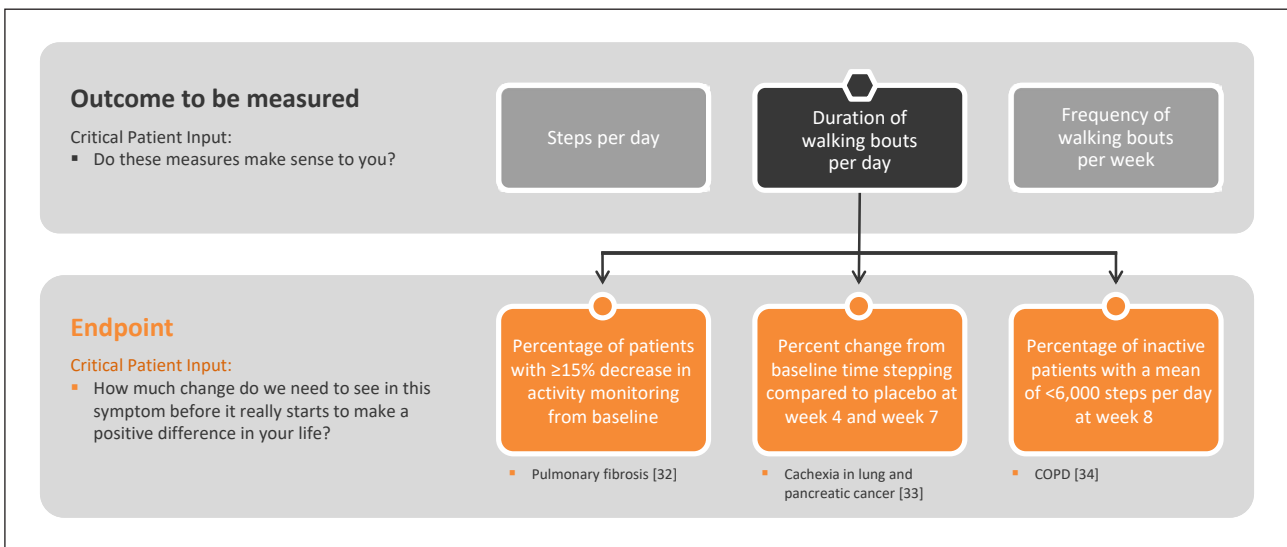 Outcome to be measured
Critical Patient Input:
▪ Do these measures make sense to you?
Steps per day
Duration of
walking bouts
per day
Frequency of
walking bouts
per week
Endpoint
Critical Patient Input:
▪ How much change do we need to see in this
symptom before it really starts to make a
positive difference in your life?
Percentage of patients
with ≥15% decrease in
activity monitoring
from baseline
▪ Pulmonary fibrosis [32]
Percent change from
baseline time stepping
compared to placebo at
week 4 and week 7
▪ Cachexia in lung and
pancreatic cancer [33]
Percentage of inactive
patients with a mean
of <6,000 steps per day
at week 8
▪ COPD [34]